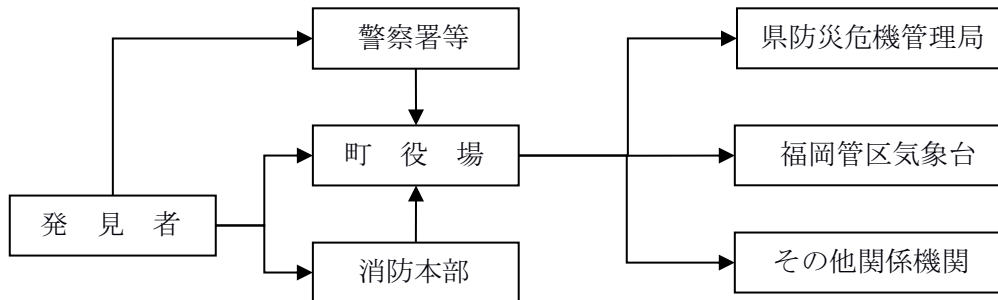 警察署等
県防災危機管理局
町　役　場
福岡管区気象台
発　見　者
消防本部
その他関係機関